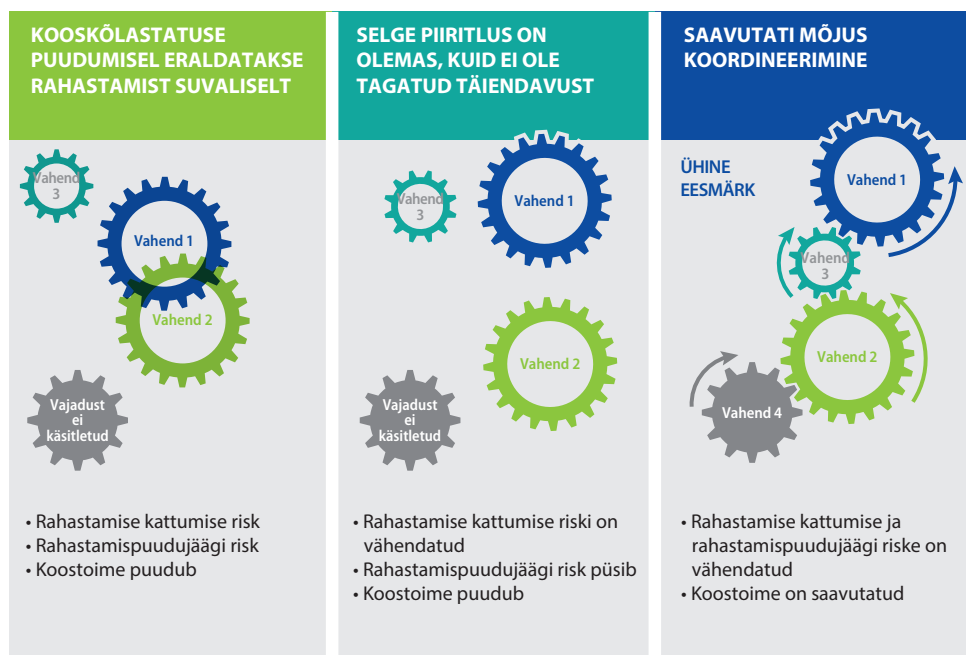 KOOSKÕLASTATUSE
PUUDUMISEL ERALDATAKSE
RAHASTAMIST SUVALISELT
Vahend
3
Vahend 1
Vahend 2
Vajadust
ei
käsitletud
• Rahastamise kattumise risk
• Rahastamispuudujäägi risk
• Koostoime puudub
SELGE PIIRITLUS ON
OLEMAS, KUID EI OLE
TAGATUD TÄIENDAVUST
Vahend
3
Vahend 1
Vahend 2
Vajadust
ei
käsitletud
• Rahastamise kattumise riski on
vähendatud
• Rahastamispuudujäägi risk püsib
• Koostoime puudub
SAAVUTATI MÕJUS
KOORDINEERIMINE
ÜHINE
EESMÄRK
Vahend 1
Vahend
3
Vahend 2
Vahend 4
• Rahastamise kattumise ja
rahastamispuudujäägi riske on
vähendatud
• Koostoime on saavutatud